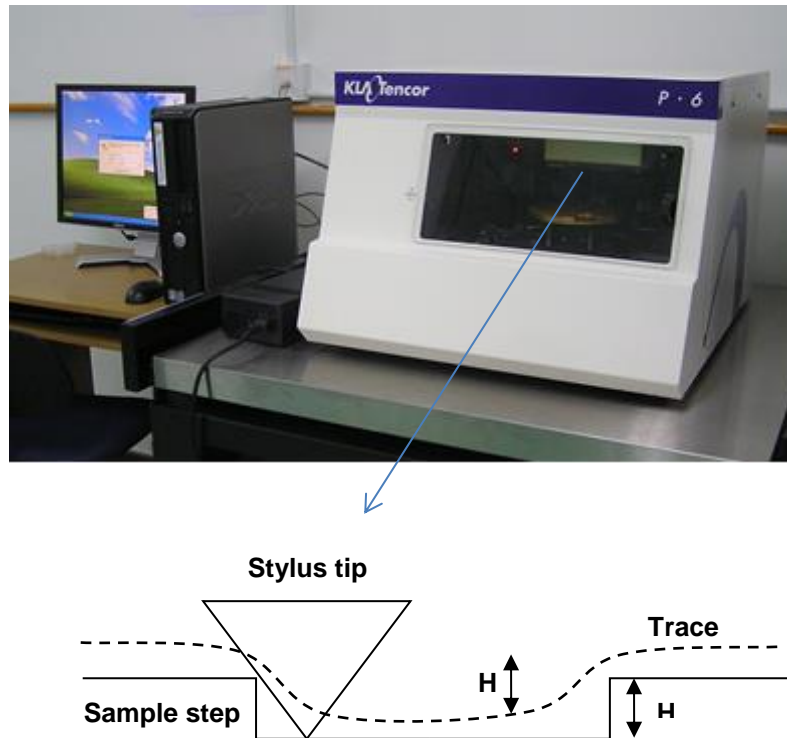 KLA Tencor
P · 6
Stylus tip
Trace
H
Sample step
H